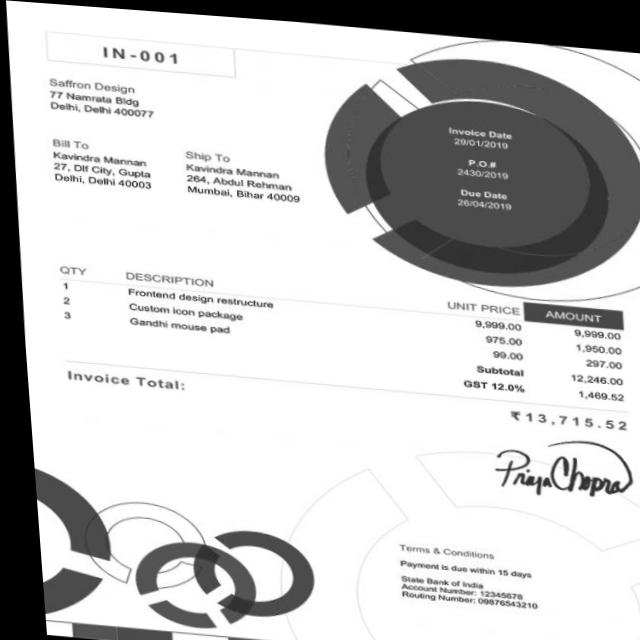 IN-001
Saffron Design
77 Namrata Bldg
Delhi, Delhi 400077
Bill To
Kavindra Mannan
27, Dlf City, Gupta
Delhi, Delhi 40003
Ship To
Kavindra Mannan
264, Abdul Rehman
Mumbai, Bihar 40009
Invoice Date
29/01/2019
P.O.#
2430/2019
Due Date
26/04/2019
QTY DESCRIPTION UNIT PRICE AMOUNT
1 Frontend design restructure 9,999.00 9,999.00
2 Custom icon package 975.00 1,950.00
3 Gandhi mouse pad 99.00 297.00
Subtotal 12,246.00
GST 12.0% 1,469.52
Invoice Total: ₹13,715.52
Priya Chopra
Terms & Conditions
Payment is due within 15 days
State Bank of India
Account Number: 12345678
Routing Number: 09876543210